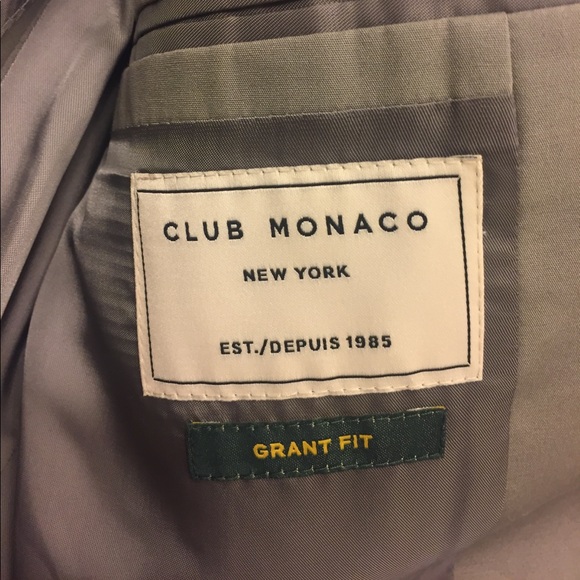 CLUB MONACO
NEW YORK
EST./DEPUIS 1985
GRANT FIT